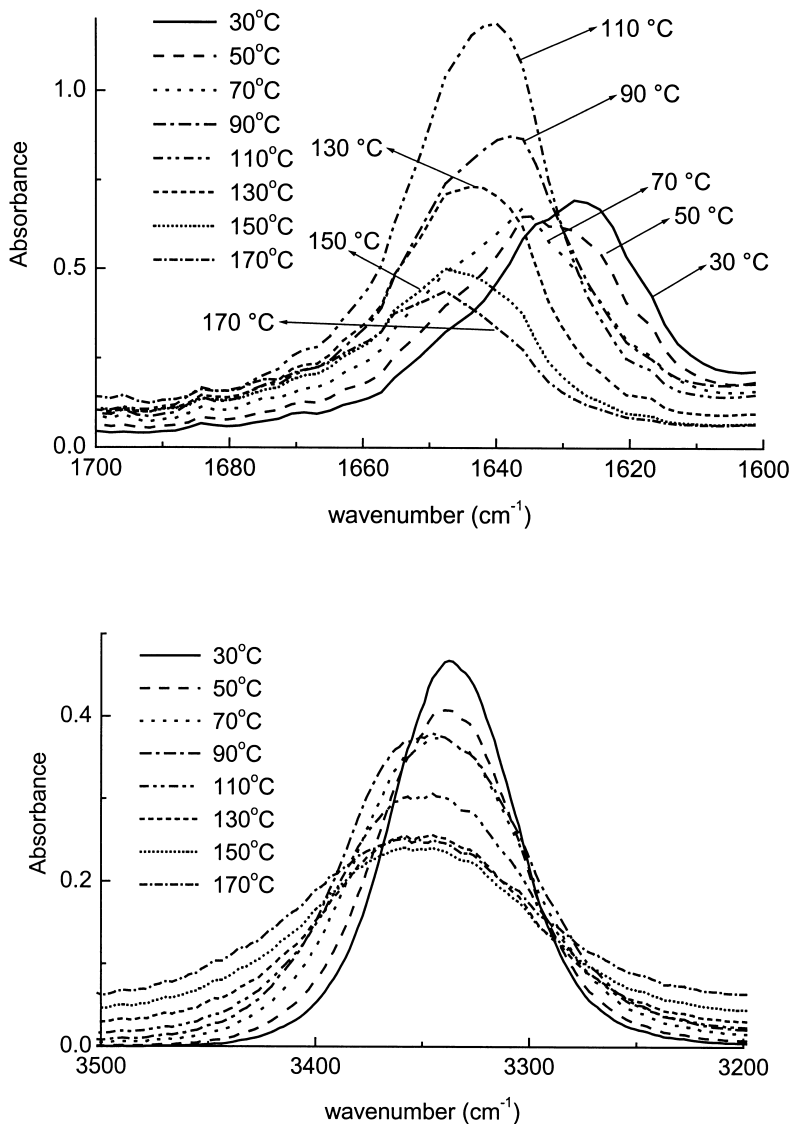 30°C
50°C
70°C
90°C
110°C
130°C
150°C
170°C
110 °C
90 °C
130 °C
70 °C
50 °C
150 °C
30 °C
170 °C
Absorbance
1.0
0.5
0.0
1700
1680
1660
1640
1620
1600
wavenumber (cm⁻¹)
30°C
50°C
70°C
90°C
110°C
130°C
150°C
170°C
Absorbance
0.4
0.2
0.0
3500
3400
3300
3200
wavenumber (cm⁻¹)